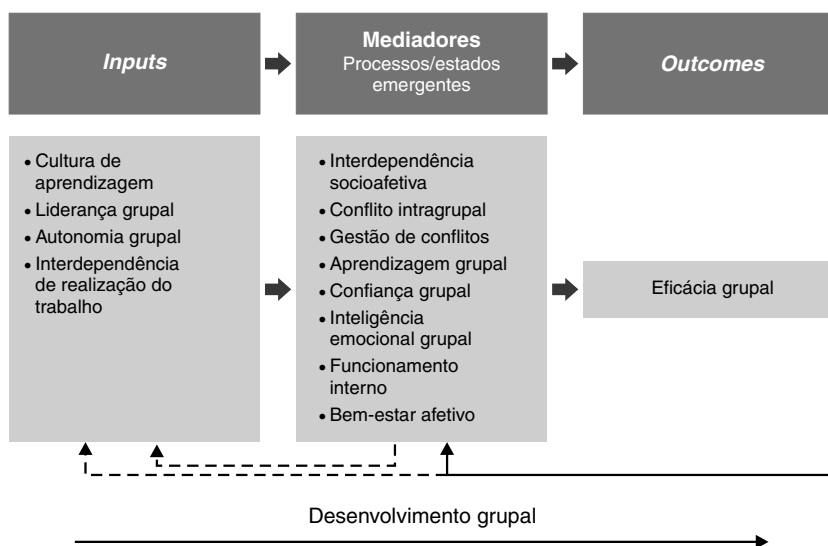 Inputs
Mediadores
Processos/estados
emergentes
Outcomes
• Cultura de
aprendizagem
• Liderança grupal
• Autonomia grupal
• Interdependência
de realização do
trabalho
• Interdependência
socioafetiva
• Conflito intragrupal
• Gestão de conflitos
• Aprendizagem grupal
• Confiança grupal
• Inteligência
emocional grupal
• Funcionamento
interno
• Bem-estar afetivo
Eficácia grupal
Desenvolvimento grupal